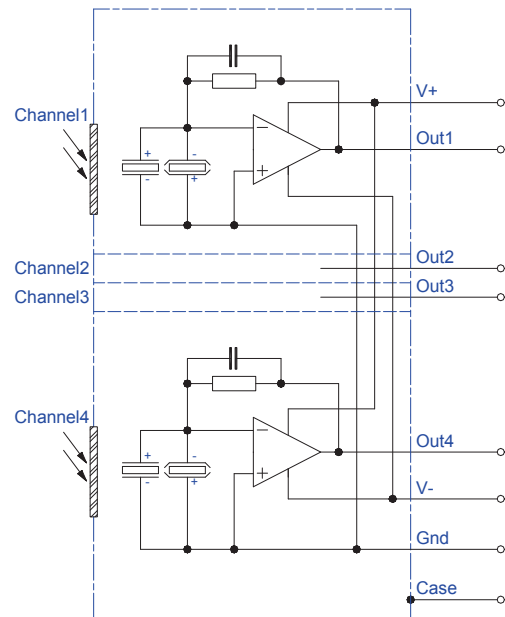 V+
Channel1
Out1
+ -
- +
-
+
Channel2
Out2
Channel3
Out3
Channel4
Out4
+ -
- +
-
+
V-
Gnd
Case